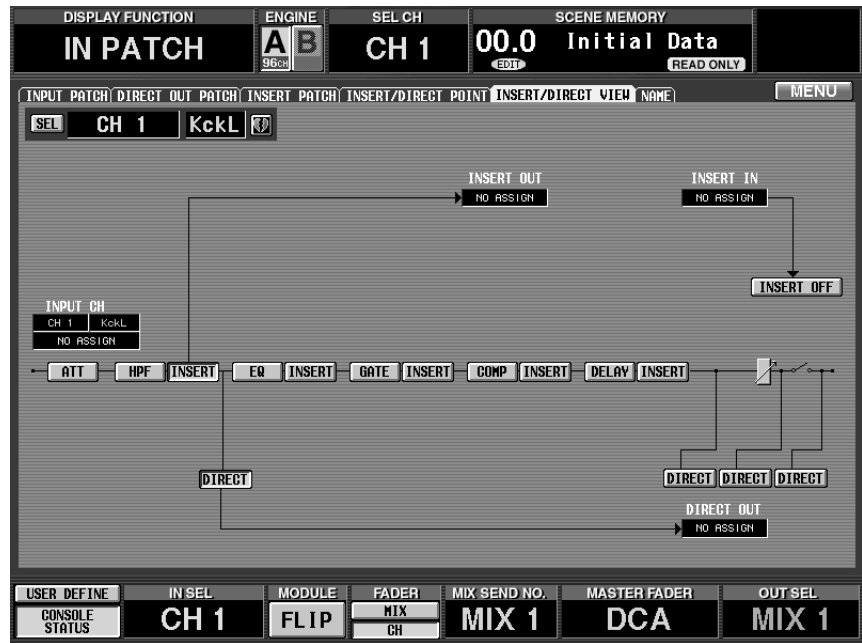 DISPLAY FUNCTION ENGINE SEL CH SCENE MEMORY
IN PATCH A B CH 1 00.0 Initial Data
96CH EDIT READ ONLY
INPUT PATCH DIRECT OUT PATCH INSERT PATCH INSERT/DIRECT POINT INSERT/DIRECT VIEW NAME MENU
SEL CH 1 KckL
INSERT OUT INSERT IN
NO ASSIGN NO ASSIGN
INSERT OFF
INPUT CH
CH 1 KckL
NO ASSIGN
ATT HPF INSERT EQ INSERT GATE INSERT COMP INSERT DELAY INSERT
DIRECT DIRECT DIRECT DIRECT
DIRECT OUT
NO ASSIGN
USER DEFINE IN SEL MODULE FADER MIX SEND NO. MASTER FADER OUT SEL
CONSOLE STATUS CH 1 FLIP MIX CH MIX 1 DCA MIX 1